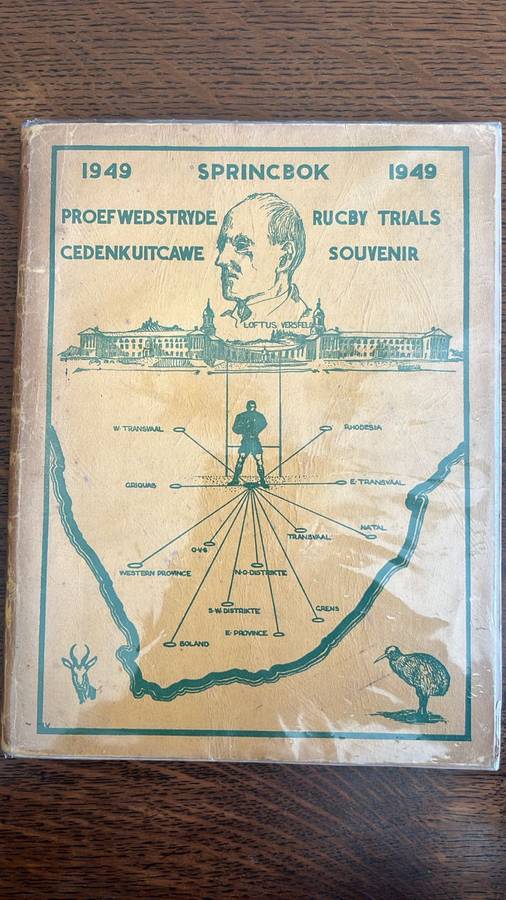 1949 SPRINGBOK 1949
PROEFWEDSTRYDE RUGBY TRIALS
GEDENKUITGAWE SOUVENIR
LOFTUS VERSFELD
W. TRANSVAAL RHODESIA
GRIQUAS E. TRANSVAAL
NATAL
TRANSVAAL
O.V.S.
WESTERN PROVINCE N-O-DISTRIKTE
S.W. DISTRIKTE
GRENS
E. PROVINCE
BOLAND